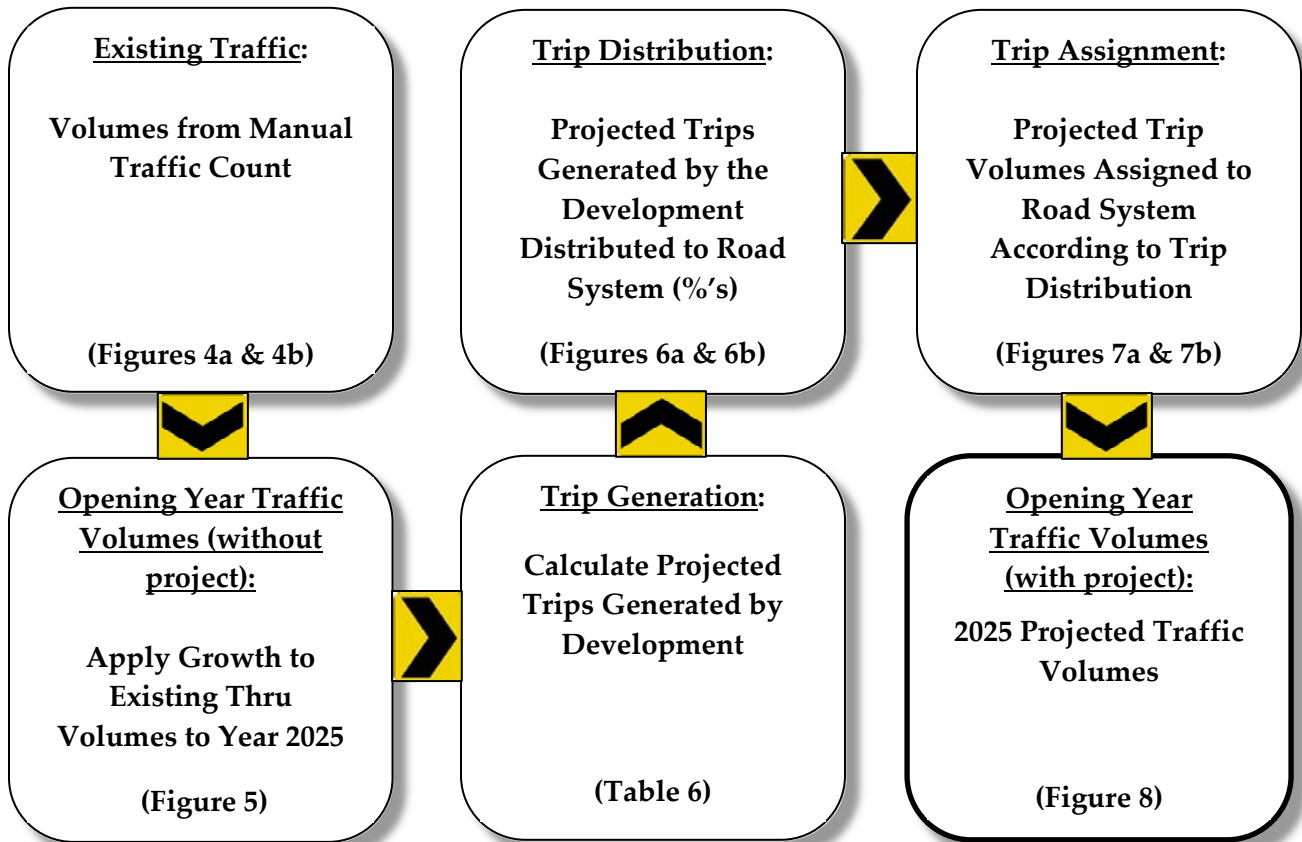 Existing Traffic:
Volumes from Manual
Traffic Count
(Figures 4a & 4b)
Opening Year Traffic
Volumes (without
project):
Apply Growth to
Existing Thru
Volumes to Year 2025
(Figure 5)
Trip Generation:
Calculate Projected
Trips Generated by
Development
(Table 6)
Trip Distribution:
Projected Trips
Generated by the
Development
Distributed to Road
System (%’s)
(Figures 6a & 6b)
Trip Assignment:
Projected Trip
Volumes Assigned to
Road System
According to Trip
Distribution
(Figures 7a & 7b)
Opening Year
Traffic Volumes
(with project):
2025 Projected Traffic
Volumes
(Figure 8)